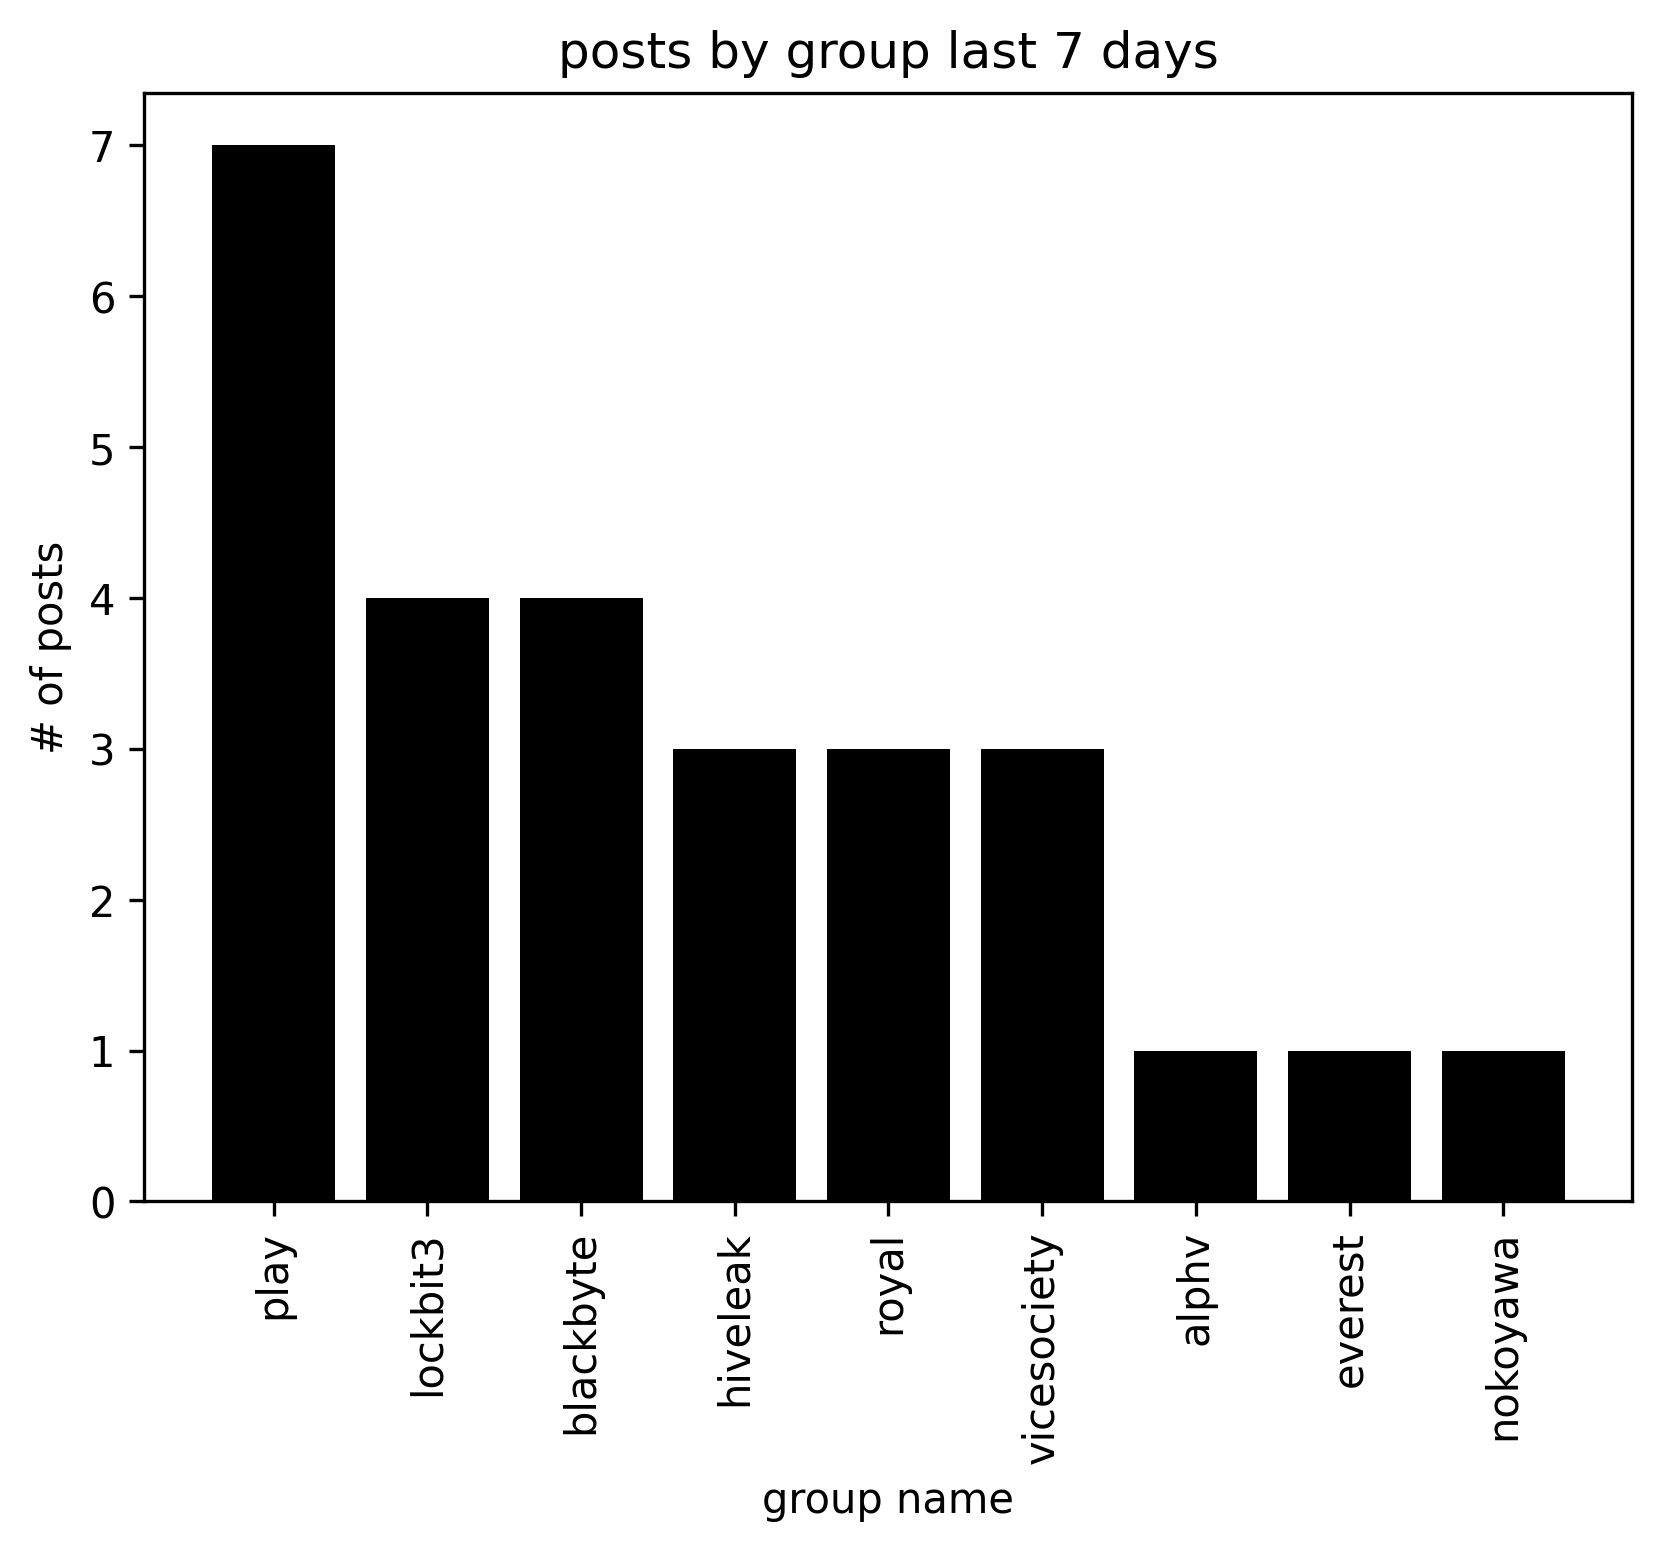 posts by group last 7 days
# of posts
7
6
5
4
3
2
1
0
play
lockbit3
blackbyte
hiveleak
royal
vicesociety
alphv
everest
nokoyawa
group name